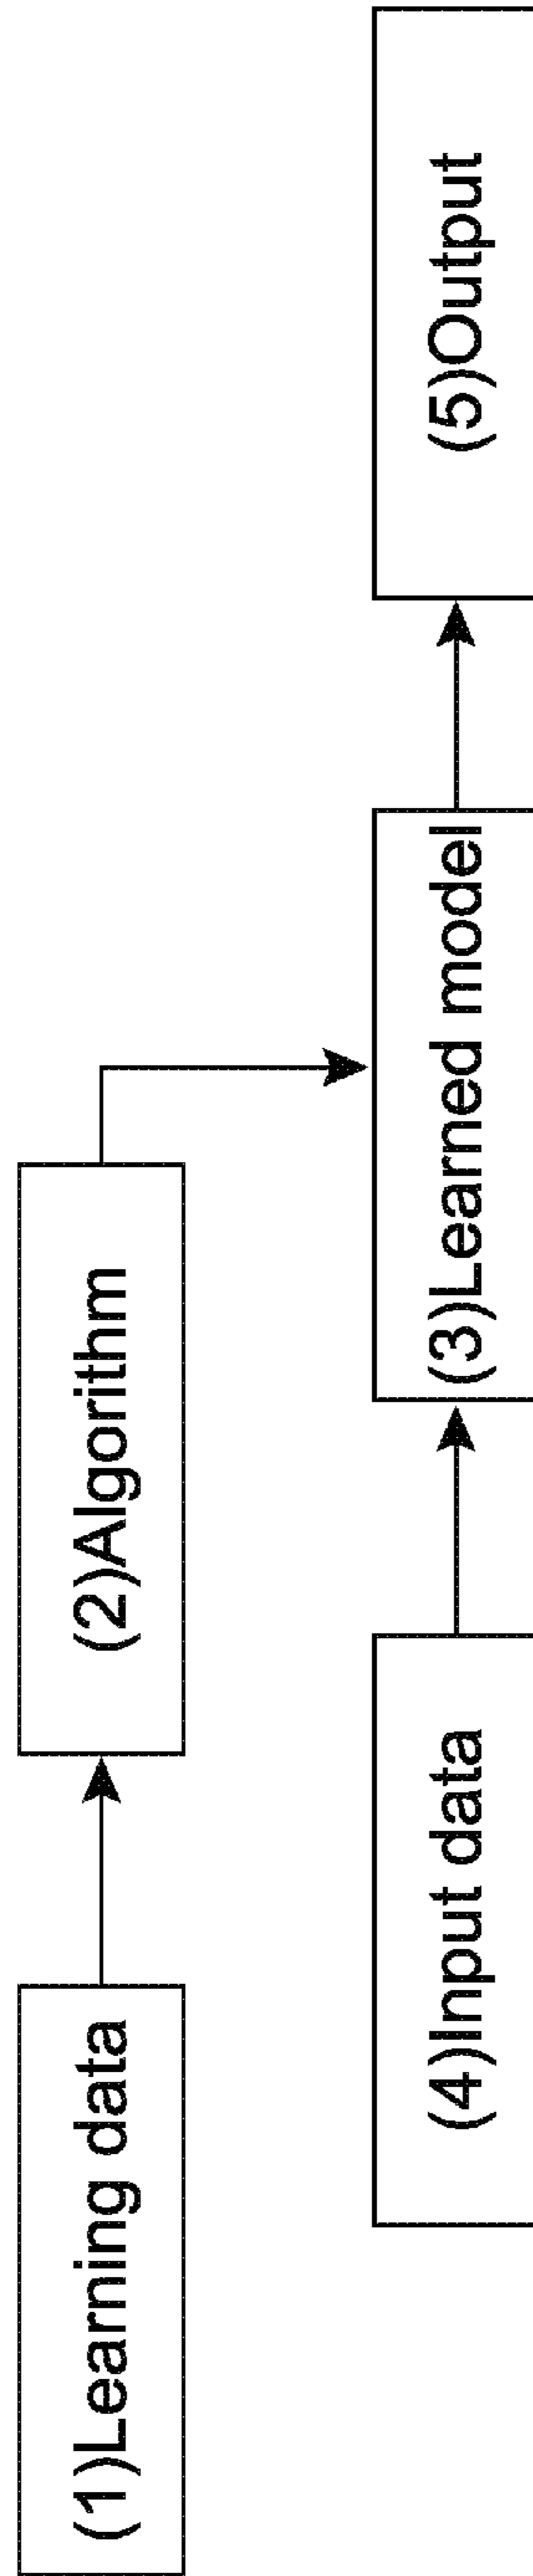 (1)Learning data
(2)Algorithm
(3)Learned model
(4)Input data
(5)Output